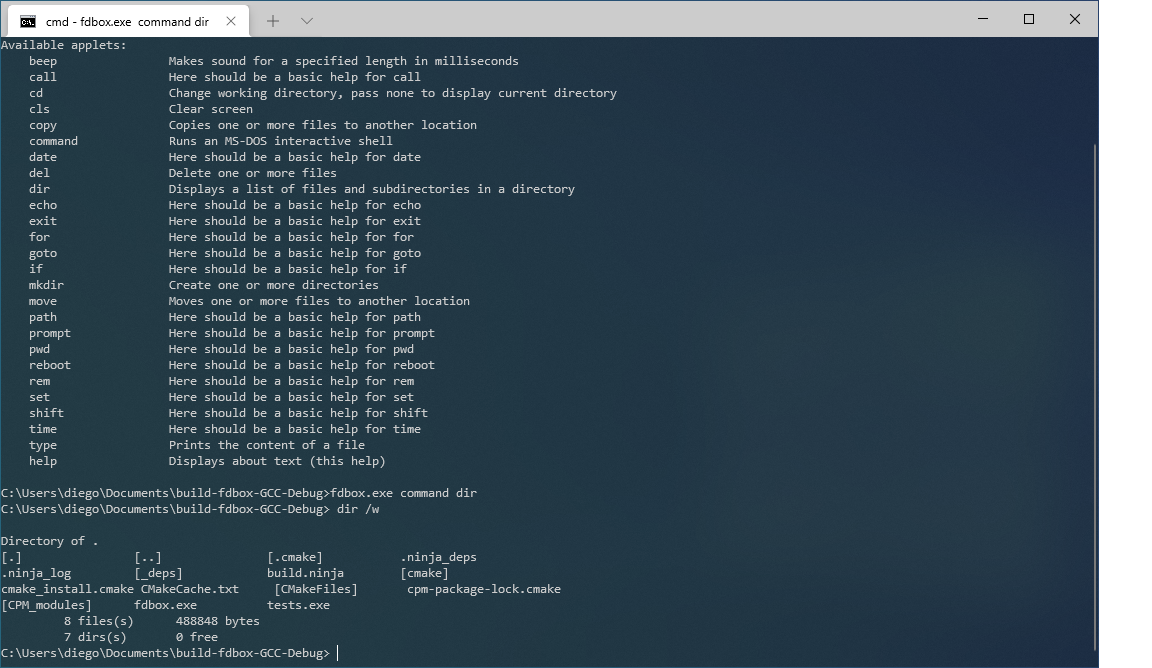 cmd - fdbox.exe  command dir
Available applets:
    beep                Makes sound for a specified length in milliseconds
    call                Here should be a basic help for call
    cd                  Change working directory, pass none to display current directory
    cls                 Clear screen
    copy                Copies one or more files to another location
    command             Runs an MS-DOS interactive shell
    date                Here should be a basic help for date
    del                 Delete one or more files
    dir                 Displays a list of files and subdirectories in a directory
    echo                Here should be a basic help for echo
    exit                Here should be a basic help for exit
    for                 Here should be a basic help for for
    goto                Here should be a basic help for goto
    if                  Here should be a basic help for if
    mkdir               Create one or more directories
    move                Moves one or more files to another location
    path                Here should be a basic help for path
    prompt              Here should be a basic help for prompt
    pwd                 Here should be a basic help for pwd
    reboot              Here should be a basic help for reboot
    rem                 Here should be a basic help for rem
    set                 Here should be a basic help for set
    shift               Here should be a basic help for shift
    time                Here should be a basic help for time
    type                Prints the content of a file
    help                Displays about text (this help)
C:\Users\diego\Documents\build-fdbox-GCC-Debug>fdbox.exe command dir
C:\Users\diego\Documents\build-fdbox-GCC-Debug> dir /w
Directory of .
[.]                [..]               [.cmake]           .ninja_deps
.ninja_log         [_deps]            build.ninja        [cmake]
cmake_install.cmake CMakeCache.txt     [CMakeFiles]       cpm-package-lock.cmake
[CPM_modules]      fdbox.exe          tests.exe
         8 files(s)      488848 bytes
         7 dirs(s)       0 free
C:\Users\diego\Documents\build-fdbox-GCC-Debug>